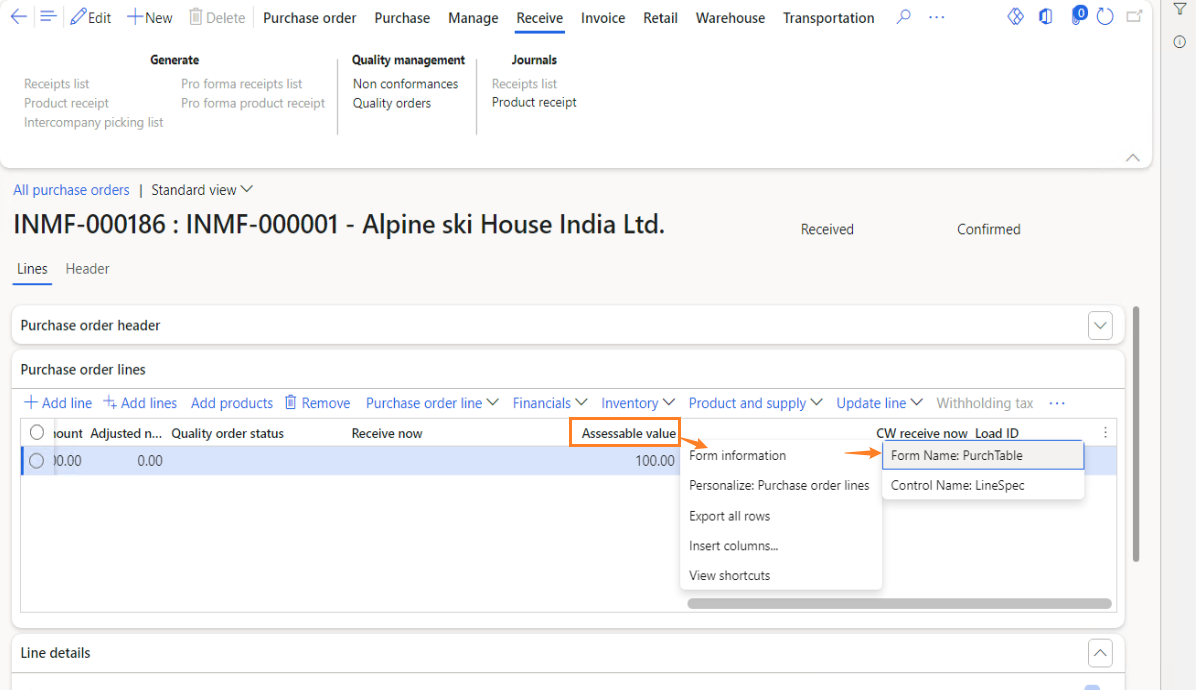 Edit New Delete Purchase order Purchase Manage Receive Invoice Retail Warehouse Transportation ... 0
Generate
Receipts list Pro forma receipts list
Product receipt Pro forma product receipt
Intercompany picking list
Quality management
Non conformances
Quality orders
Journals
Receipts list
Product receipt
All purchase orders | Standard view
INMF-000186 : INMF-000001 - Alpine ski House India Ltd.
Received Confirmed
Lines Header
Purchase order header
Purchase order lines
Add line Add lines Add products Remove Purchase order line Financials Inventory Product and supply Update line Withholding tax ...
Adjusted n... Quality order status Receive now Assessable value CW receive now Load ID
0.00 100.00
Form information
Personalize: Purchase order lines
Export all rows
Insert columns...
View shortcuts
Form Name: PurchTable
Control Name: LineSpec
Line details